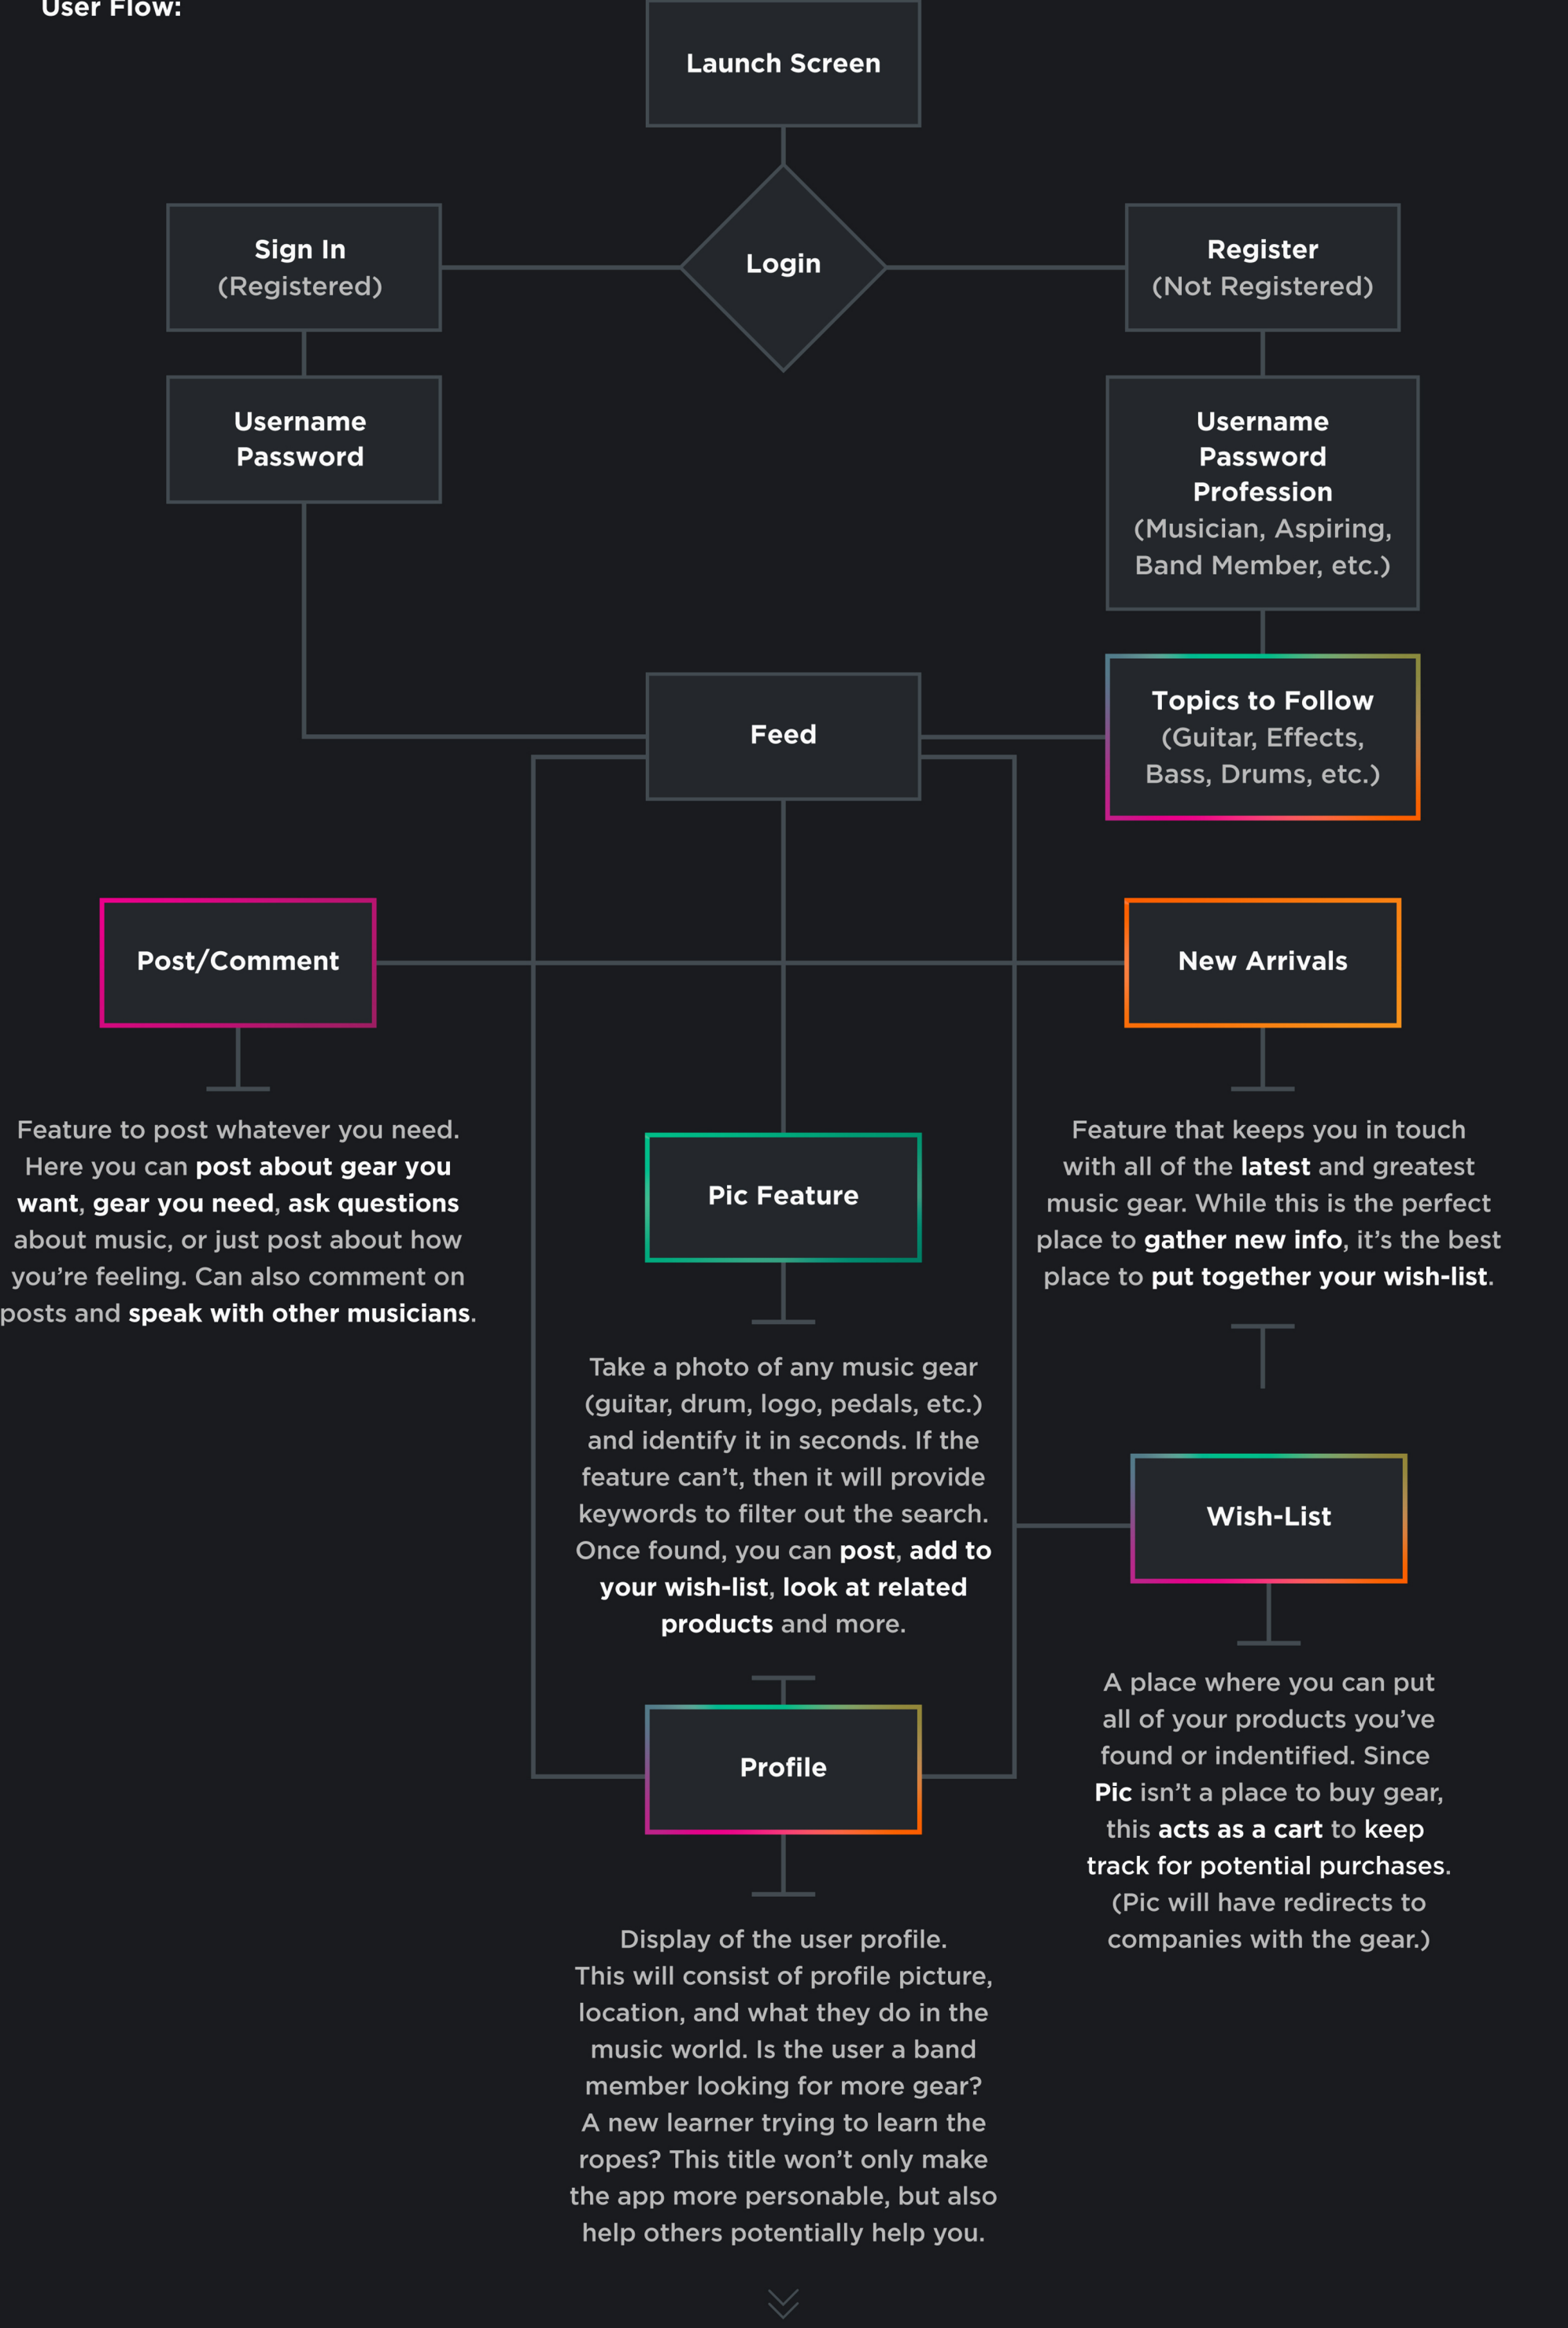 User Flow:
Launch Screen
Login
Sign In
(Registered)
Register
(Not Registered)
Username
Password
Username
Password
Profession
(Musician, Aspiring,
Band Member, etc.)
Feed
Topics to Follow
(Guitar, Effects,
Bass, Drums, etc.)
Post/Comment
New Arrivals
Feature to post whatever you need.
Here you can post about gear you
want, gear you need, ask questions
about music, or just post about how
you’re feeling. Can also comment on
posts and speak with other musicians.
Pic Feature
Feature that keeps you in touch
with all of the latest and greatest
music gear. While this is the perfect
place to gather new info, it’s the best
place to put together your wish-list.
Take a photo of any music gear
(guitar, drum, logo, pedals, etc.)
and identify it in seconds. If the
feature can’t, then it will provide
keywords to filter out the search.
Once found, you can post, add to
your wish-list, look at related
products and more.
Wish-List
A place where you can put
all of your products you’ve
found or indentified. Since
Pic isn’t a place to buy gear,
this acts as a cart to keep
track for potential purchases.
(Pic will have redirects to
companies with the gear.)
Profile
Display of the user profile.
This will consist of profile picture,
location, and what they do in the
music world. Is the user a band
member looking for more gear?
A new learner trying to learn the
ropes? This title won’t only make
the app more personable, but also
help others potentially help you.